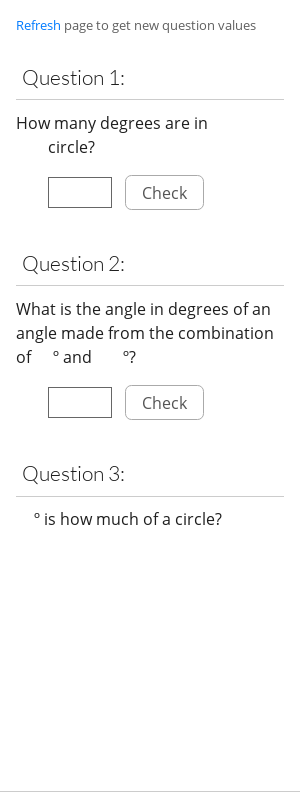 Refresh page to get new question values
Question 1:
How many degrees are in
circle?
Check
Question 2:
What is the angle in degrees of an
angle made from the combination
of ° and °?
Check
Question 3:
° is how much of a circle?